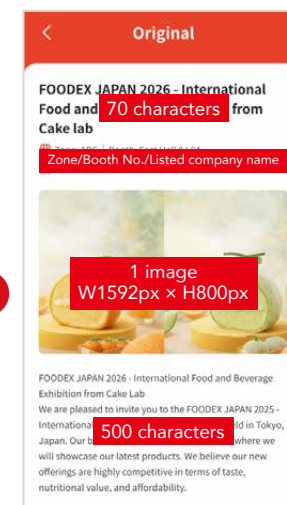 Original
FOODEX JAPAN 2026 - International
Food and 70 characters from
Cake lab
Zone/Booth No./Listed company name
1 image
W1592px × H800px
FOODEX JAPAN 2026 - International Food and Beverage
Exhibition from Cake Lab
We are pleased to invite you to the FOODEX JAPAN 2025 -
International 500 characters in Tokyo,
Japan. Our where we
will showcase our latest products. We believe our new
offerings are highly competitive in terms of taste,
nutritional value, and affordability.